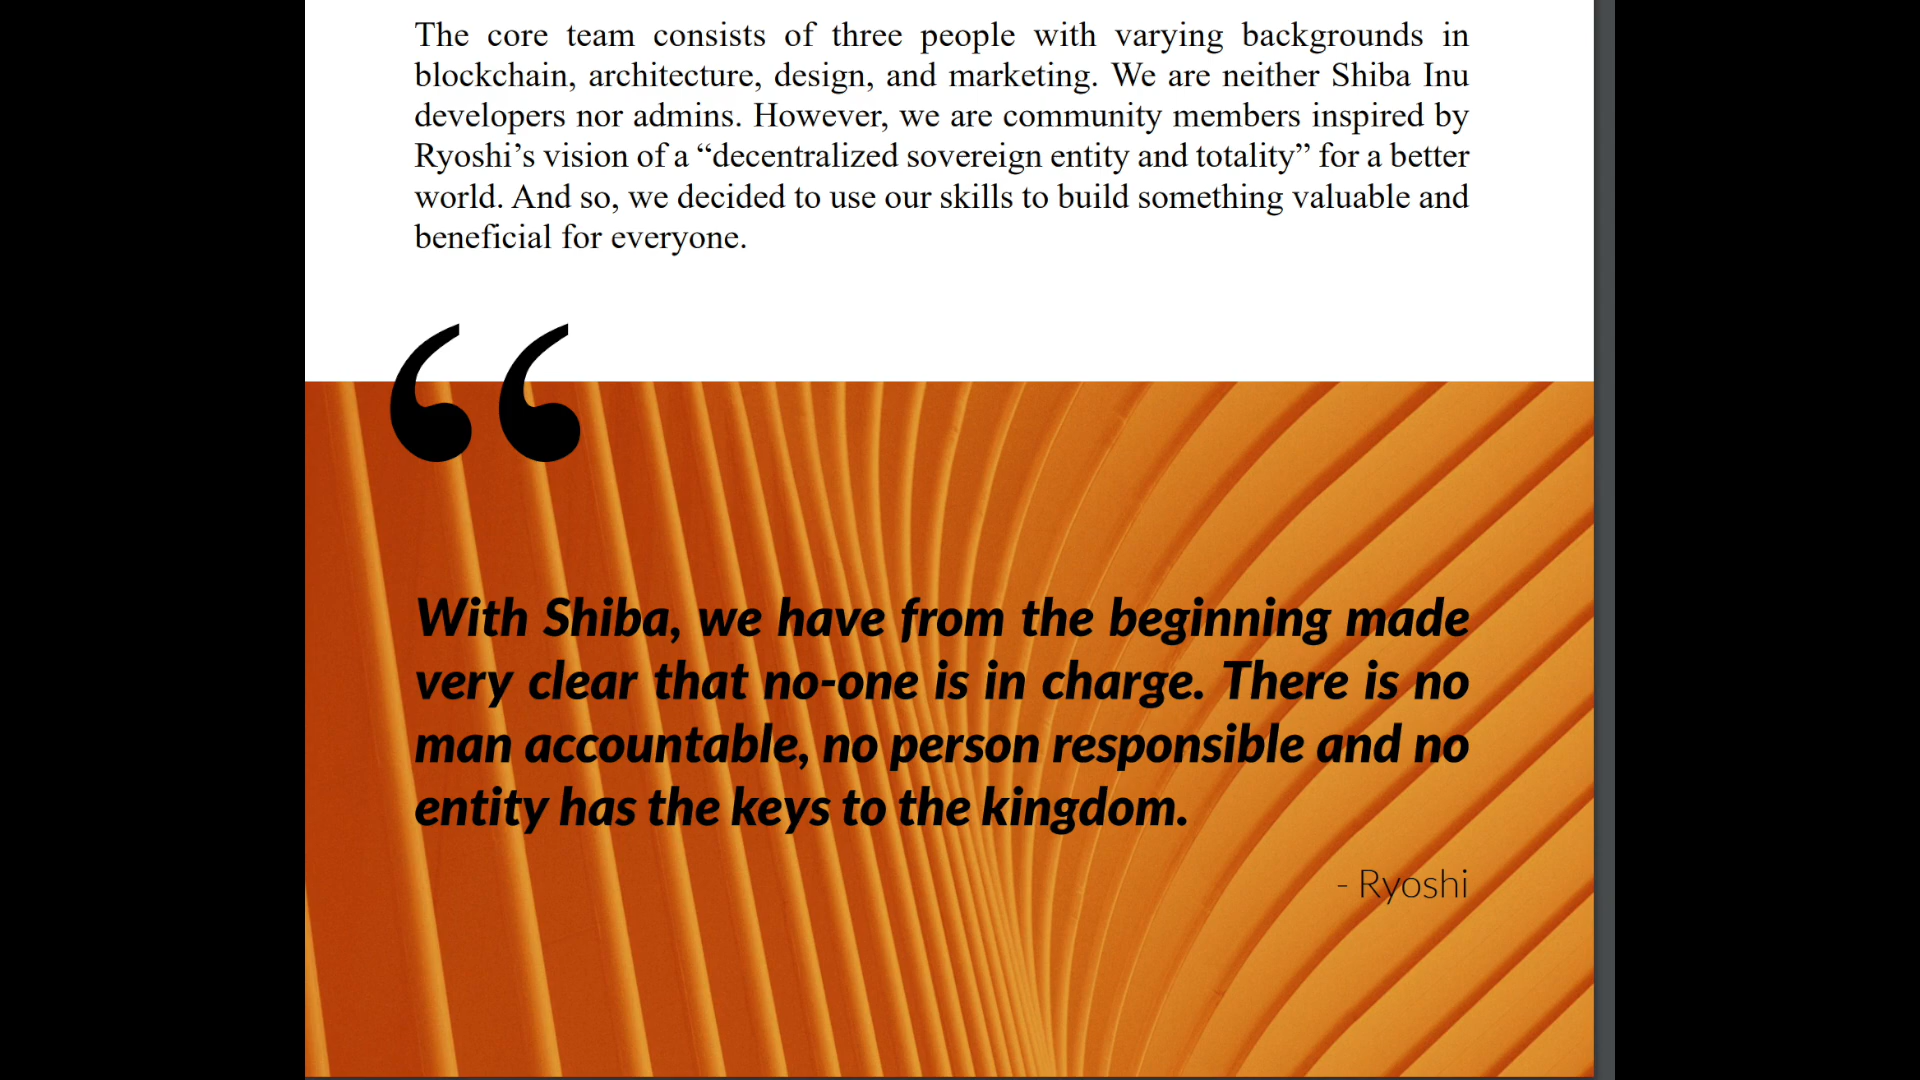 The core team consists of three people with varying backgrounds in
blockchain, architecture, design, and marketing. We are neither Shiba Inu
developers nor admins. However, we are community members inspired by
Ryoshi’s vision of a “decentralized sovereign entity and totality” for a better
world. And so, we decided to use our skills to build something valuable and
beneficial for everyone.
“
With Shiba, we have from the beginning made
very clear that no-one is in charge. There is no
man accountable, no person responsible and no
entity has the keys to the kingdom.
- Ryoshi